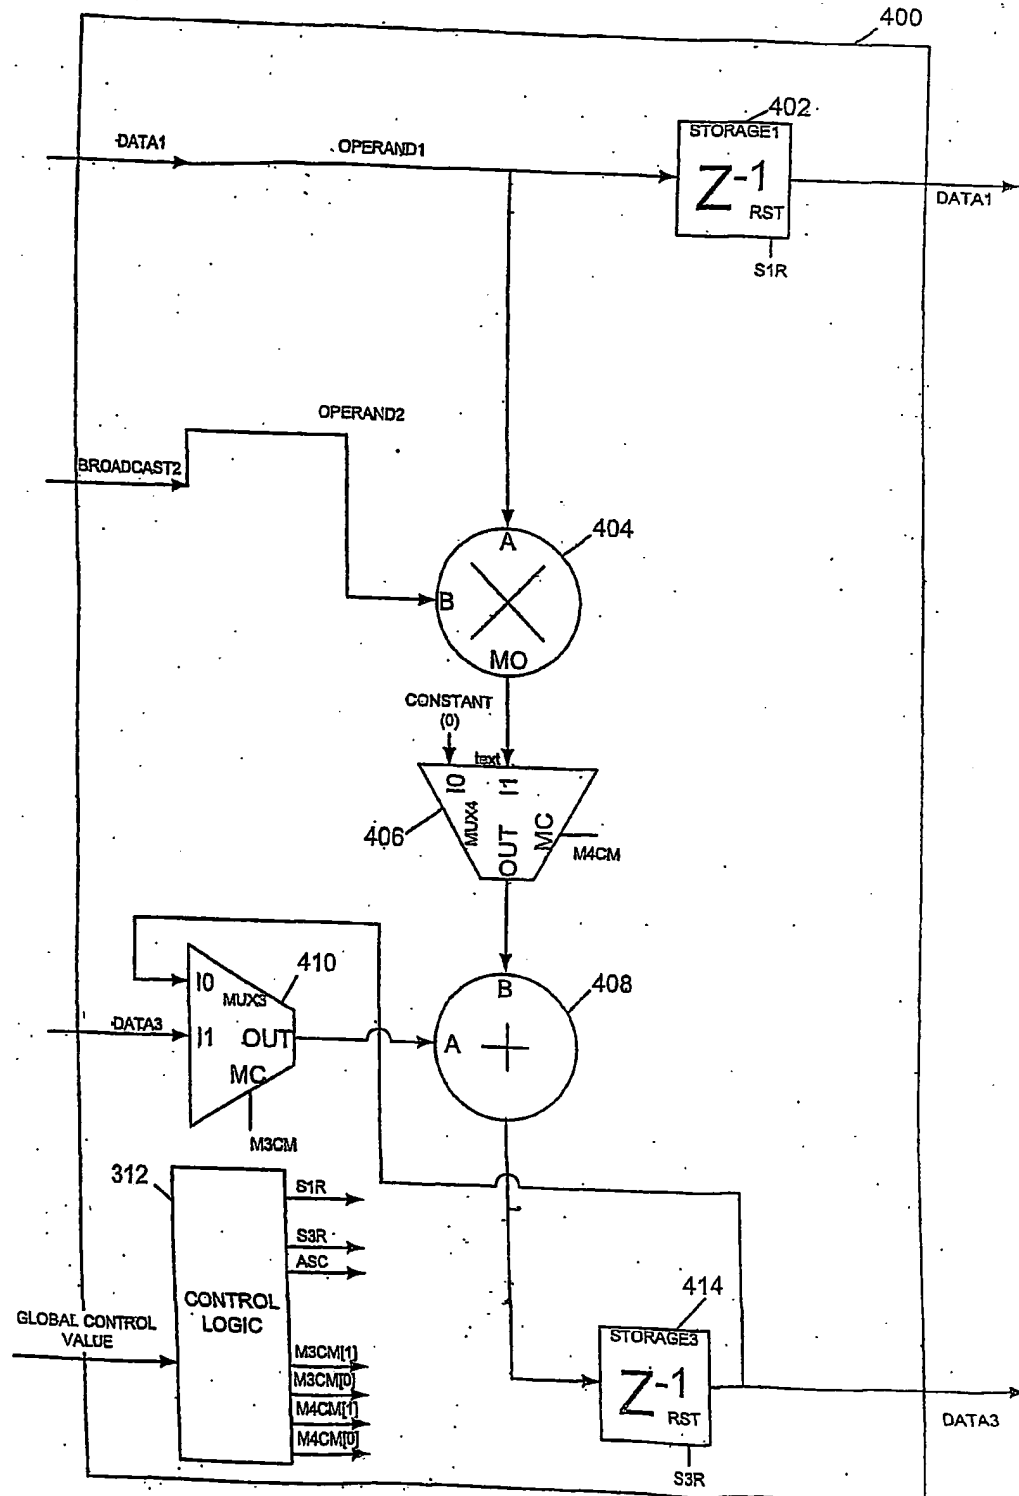 400
402
STORAGE1
Z-1
RST
S1R
DATA1
OPERAND1
DATA1
OPERAND2
BROADCAST2
404
A
B
MO
CONSTANT
(0)
text
I0
I1
MUX4
OUT
MC
406
M4CM
410
I0
MUX3
DATA3
I1
OUT
MC
M3CM
408
B
A
312
S1R
S3R
ASC
CONTROL
LOGIC
GLOBAL CONTROL
VALUE
M3CM[1]
M3CM[0]
M4CM[1]
M4CM[0]
414
STORAGE3
Z-1
RST
S3R
DATA3